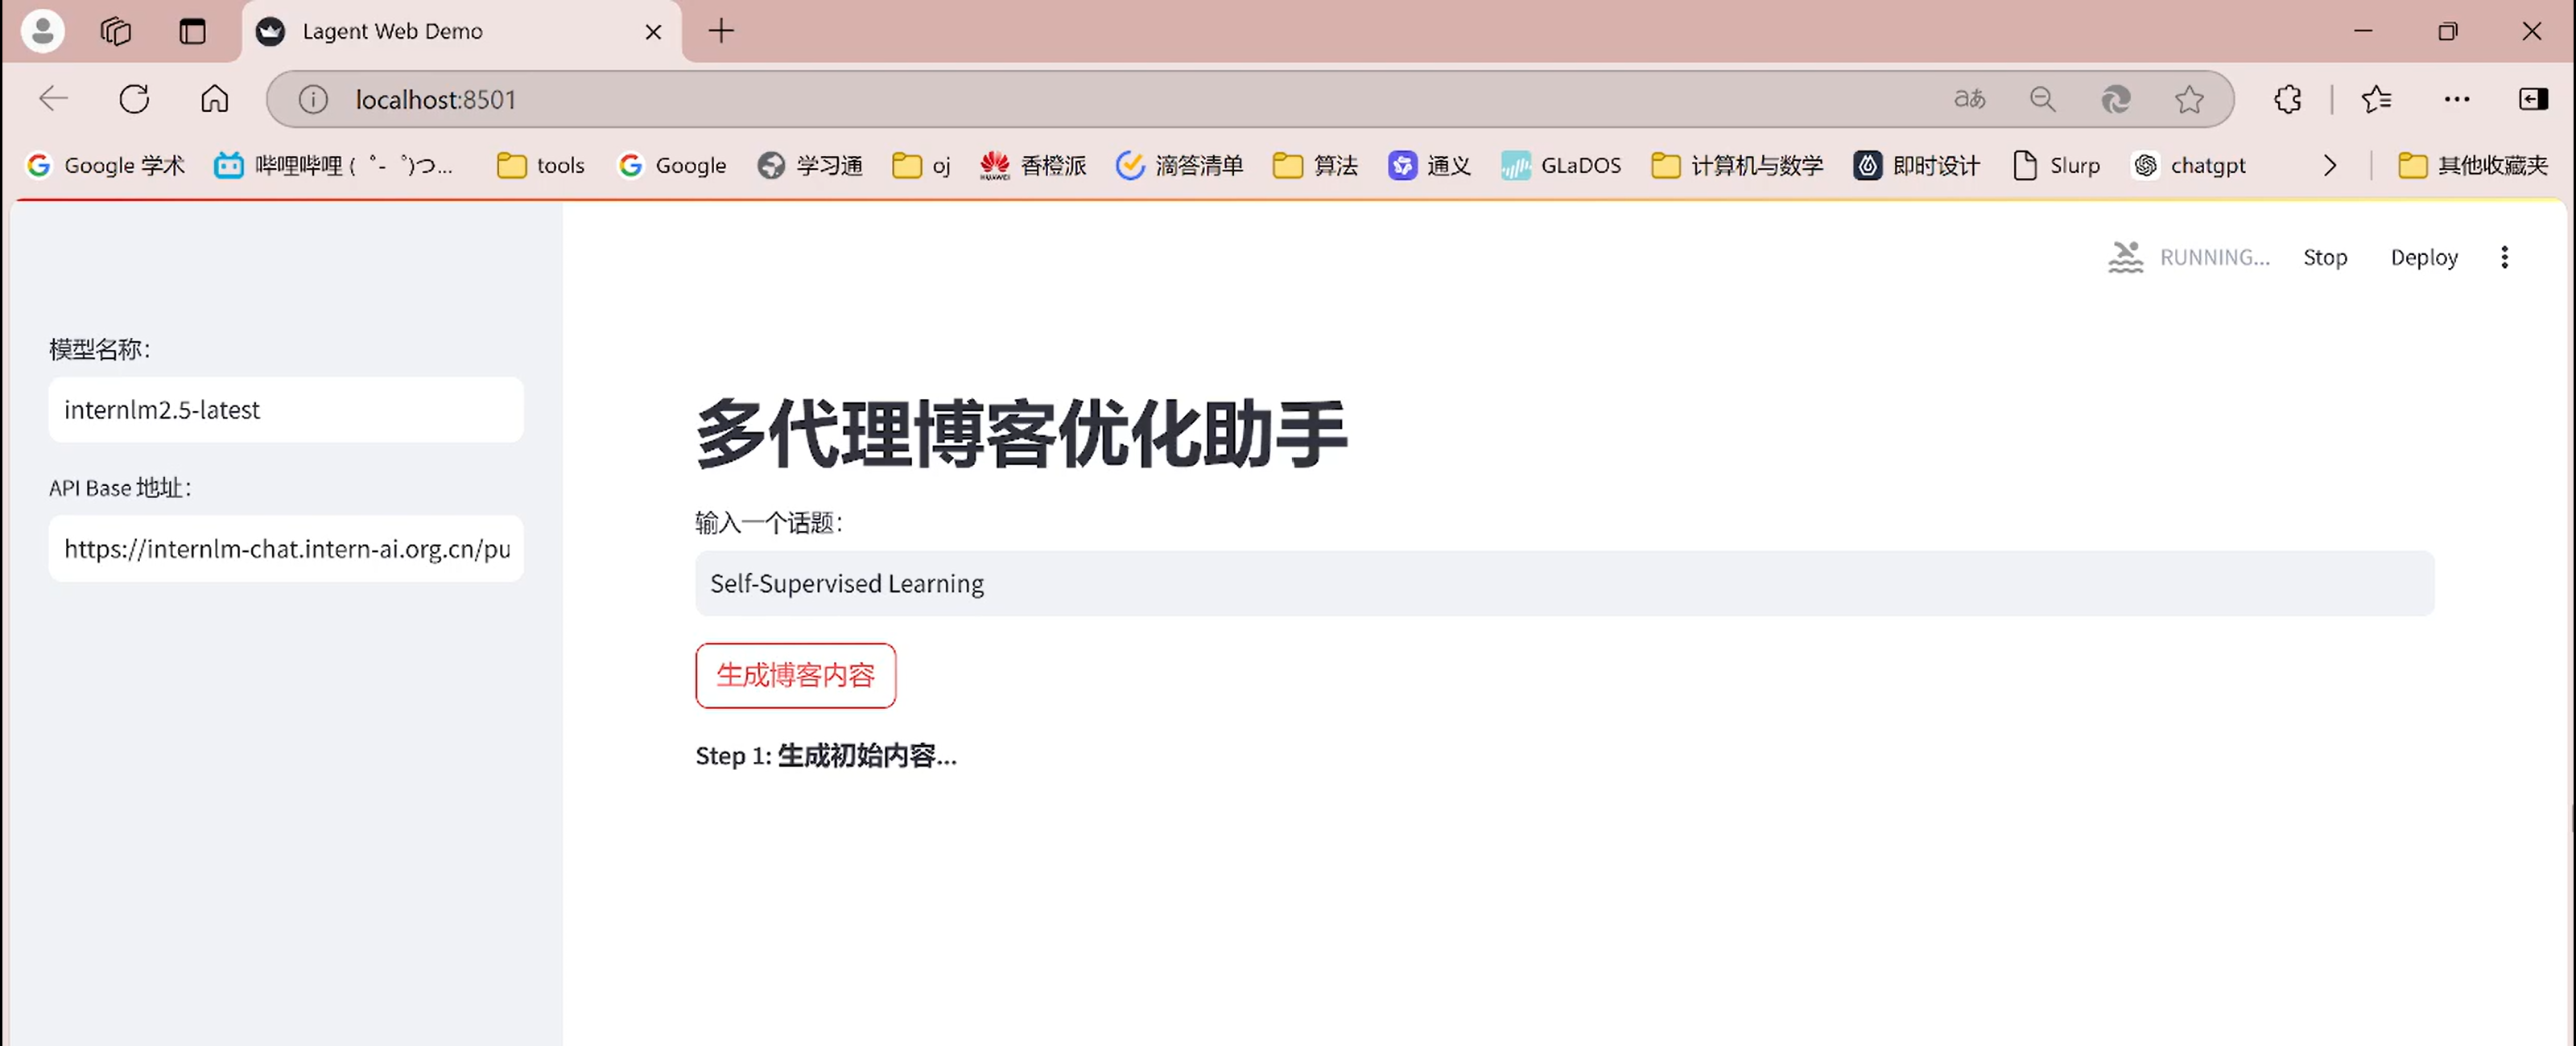 Lagent Web Demo
localhost:8501
aあ
Google 学术 哔哩哔哩 (゜-゜)つ... tools Google 学习通 oj 香橙派 滴答清单 算法 通义 GLaDOS 计算机与数学 即时设计 Slurp chatgpt 其他收藏夹
RUNNING... Stop Deploy
模型名称:
internlm2.5-latest
API Base 地址:
https://internlm-chat.intern-ai.org.cn/pu
多代理博客优化助手
输入一个话题:
Self-Supervised Learning
生成博客内容
Step 1: 生成初始内容...